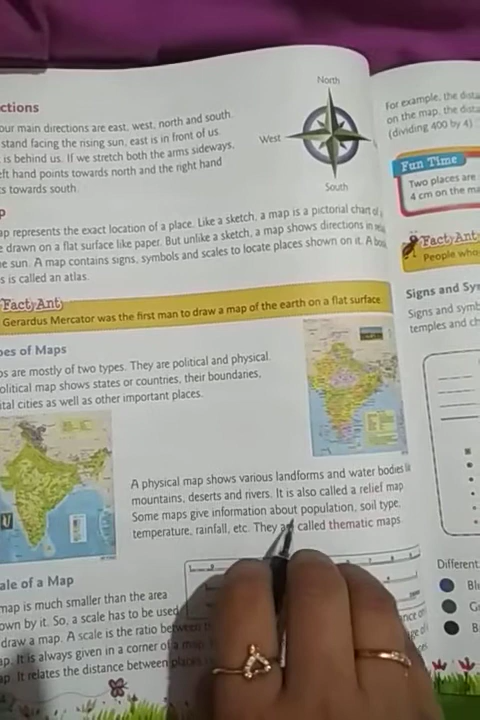 ctions
our main directions are east, west, north and south.
stand facing the rising sun, east is in front of us.
is behind us. If we stretch both the arms sideways,
eft hand points towards north and the right hand
s towards south.
North
West
South
p
ap represents the exact location of a place. Like a sketch, a map is a pictorial chart
e drawn on a flat surface like paper. But unlike a sketch, a map shows directions in
e sun. A map contains signs, symbols and scales to locate places shown on it. A
s is called an atlas.
Fact Ant
Gerardus Mercator was the first man to draw a map of the earth on a flat surface
pes of Maps
ps are mostly of two types. They are political and physical.
olitical map shows states or countries, their boundaries,
ital cities as well as other important places.
A physical map shows various landforms and water bodies
mountains, deserts and rivers. It is also called a relief map.
Some maps give information about population, soil type,
temperature, rainfall, etc. They are called thematic maps.
ale of a Map
map is much smaller than the area
own by it. So, a scale has to be used
draw a map. A scale is the ratio between
ap. It is always given in a corner of a map.
ap. It relates the distance between places
For example, the dista
on the map, the dista
(dividing 400 by 4)
Fun Time
Two places are
4 cm on the ma
Fact Ant
People who
Signs and Sy
Signs and symb
temples and ch
Different
Bl
G
B